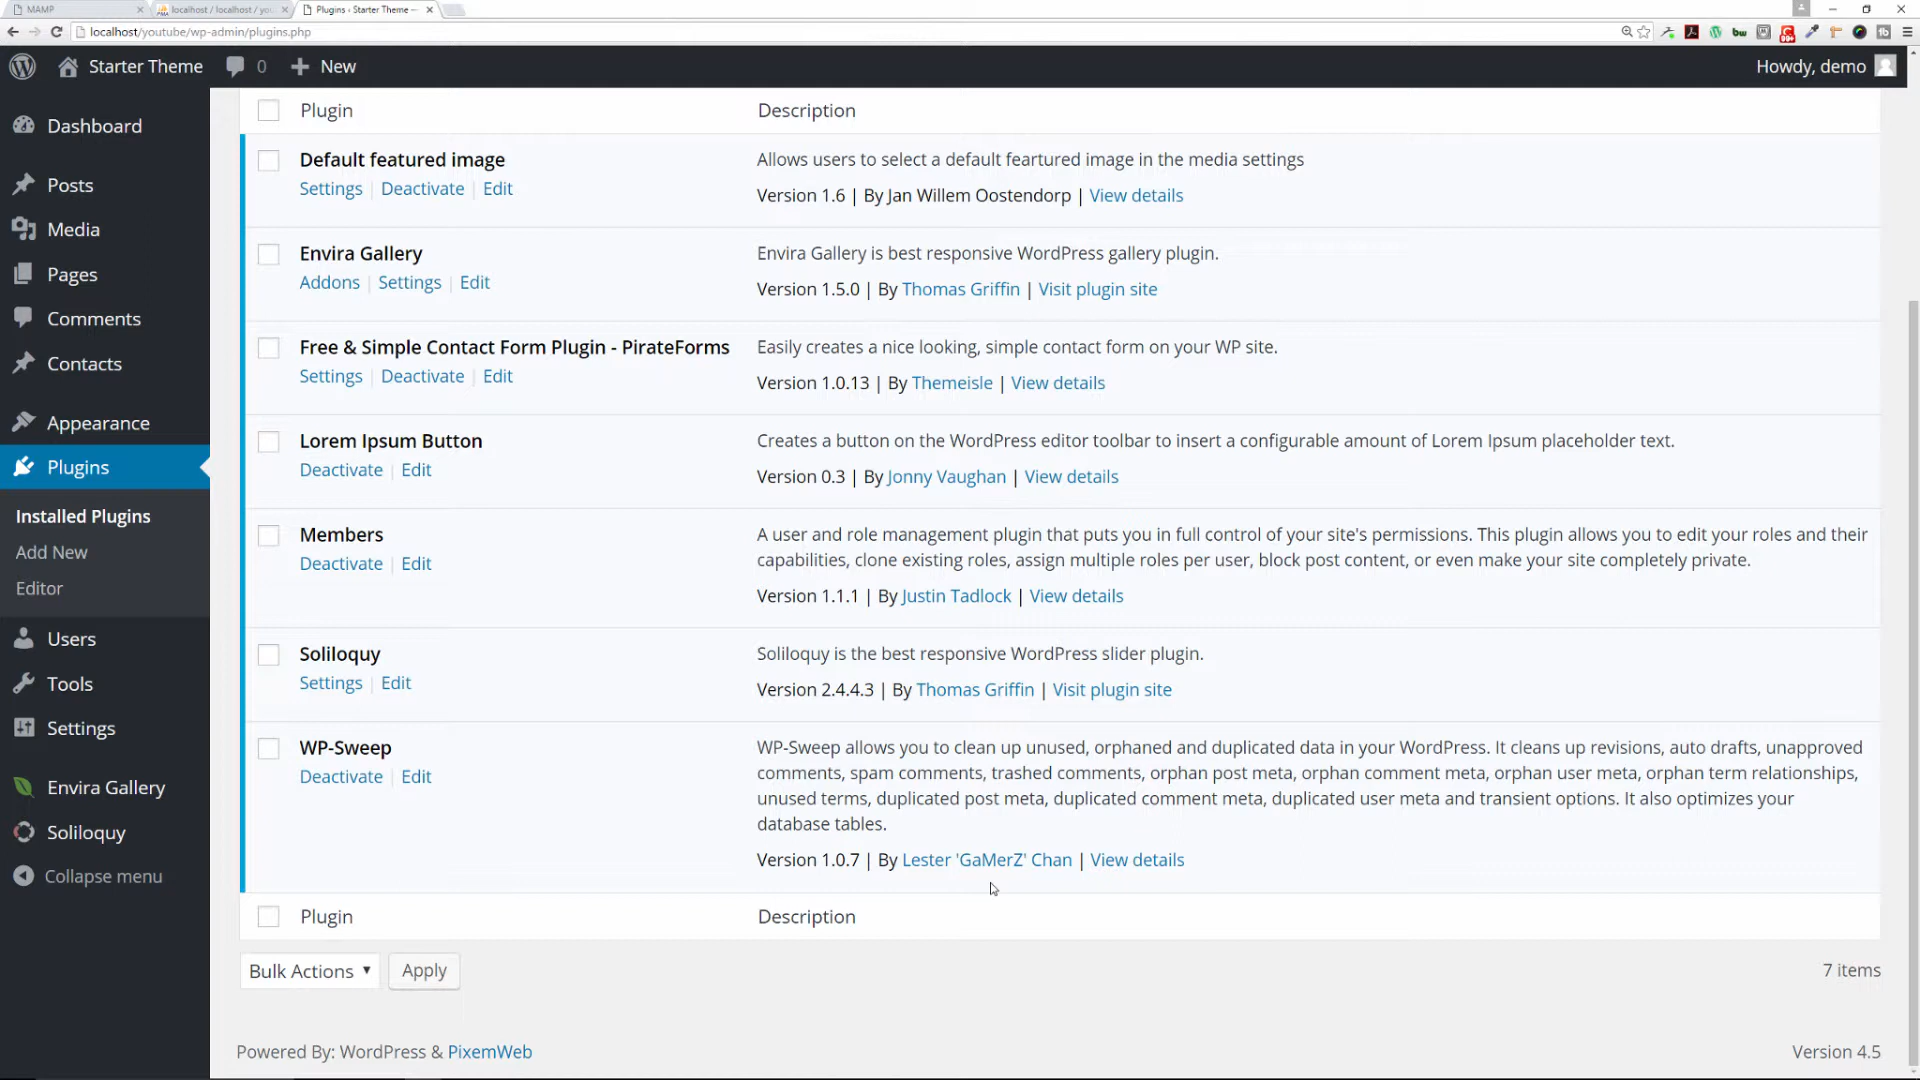 MAMP
localhost / localhost / you
Plugins ‹ Starter Theme —
localhost/youtube/wp-admin/plugins.php
Starter Theme
0
New
Howdy, demo
Dashboard
Posts
Media
Pages
Comments
Contacts
Appearance
Plugins
Installed Plugins
Add New
Editor
Users
Tools
Settings
Envira Gallery
Soliloquy
Collapse menu
Plugin Description
Default featured image
Settings | Deactivate | Edit
Allows users to select a default feartured image in the media settings
Version 1.6 | By Jan Willem Oostendorp | View details
Envira Gallery
Addons | Settings | Edit
Envira Gallery is best responsive WordPress gallery plugin.
Version 1.5.0 | By Thomas Griffin | Visit plugin site
Free & Simple Contact Form Plugin - PirateForms
Settings | Deactivate | Edit
Easily creates a nice looking, simple contact form on your WP site.
Version 1.0.13 | By Themeisle | View details
Lorem Ipsum Button
Deactivate | Edit
Creates a button on the WordPress editor toolbar to insert a configurable amount of Lorem Ipsum placeholder text.
Version 0.3 | By Jonny Vaughan | View details
Members
Deactivate | Edit
A user and role management plugin that puts you in full control of your site's permissions. This plugin allows you to edit your roles and their
capabilities, clone existing roles, assign multiple roles per user, block post content, or even make your site completely private.
Version 1.1.1 | By Justin Tadlock | View details
Soliloquy
Settings | Edit
Soliloquy is the best responsive WordPress slider plugin.
Version 2.4.4.3 | By Thomas Griffin | Visit plugin site
WP-Sweep
Deactivate | Edit
WP-Sweep allows you to clean up unused, orphaned and duplicated data in your WordPress. It cleans up revisions, auto drafts, unapproved
comments, spam comments, trashed comments, orphan post meta, orphan comment meta, orphan user meta, orphan term relationships,
unused terms, duplicated post meta, duplicated comment meta, duplicated user meta and transient options. It also optimizes your
database tables.
Version 1.0.7 | By Lester 'GaMerZ' Chan | View details
Plugin Description
Bulk Actions Apply
7 items
Powered By: WordPress & PixemWeb
Version 4.5